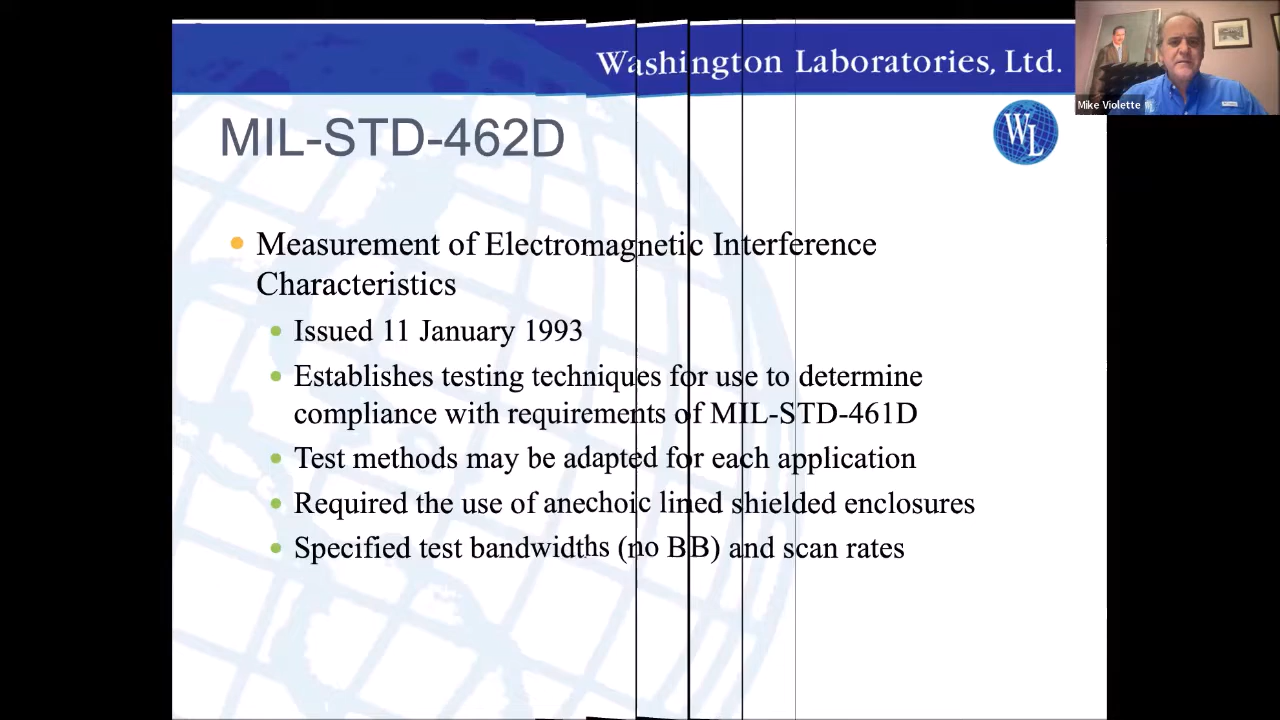 Washington Laboratories, Ltd.
Mike Violette
WL
MIL-STD-462D
Measurement of Electromagnetic Interference
Characteristics
Issued 11 January 1993
Establishes testing techniques for use to determine
compliance with requirements of MIL-STD-461D
Test methods may be adapted for each application
Required the use of anechoic lined shielded enclosures
Specified test bandwidths (no BB) and scan rates